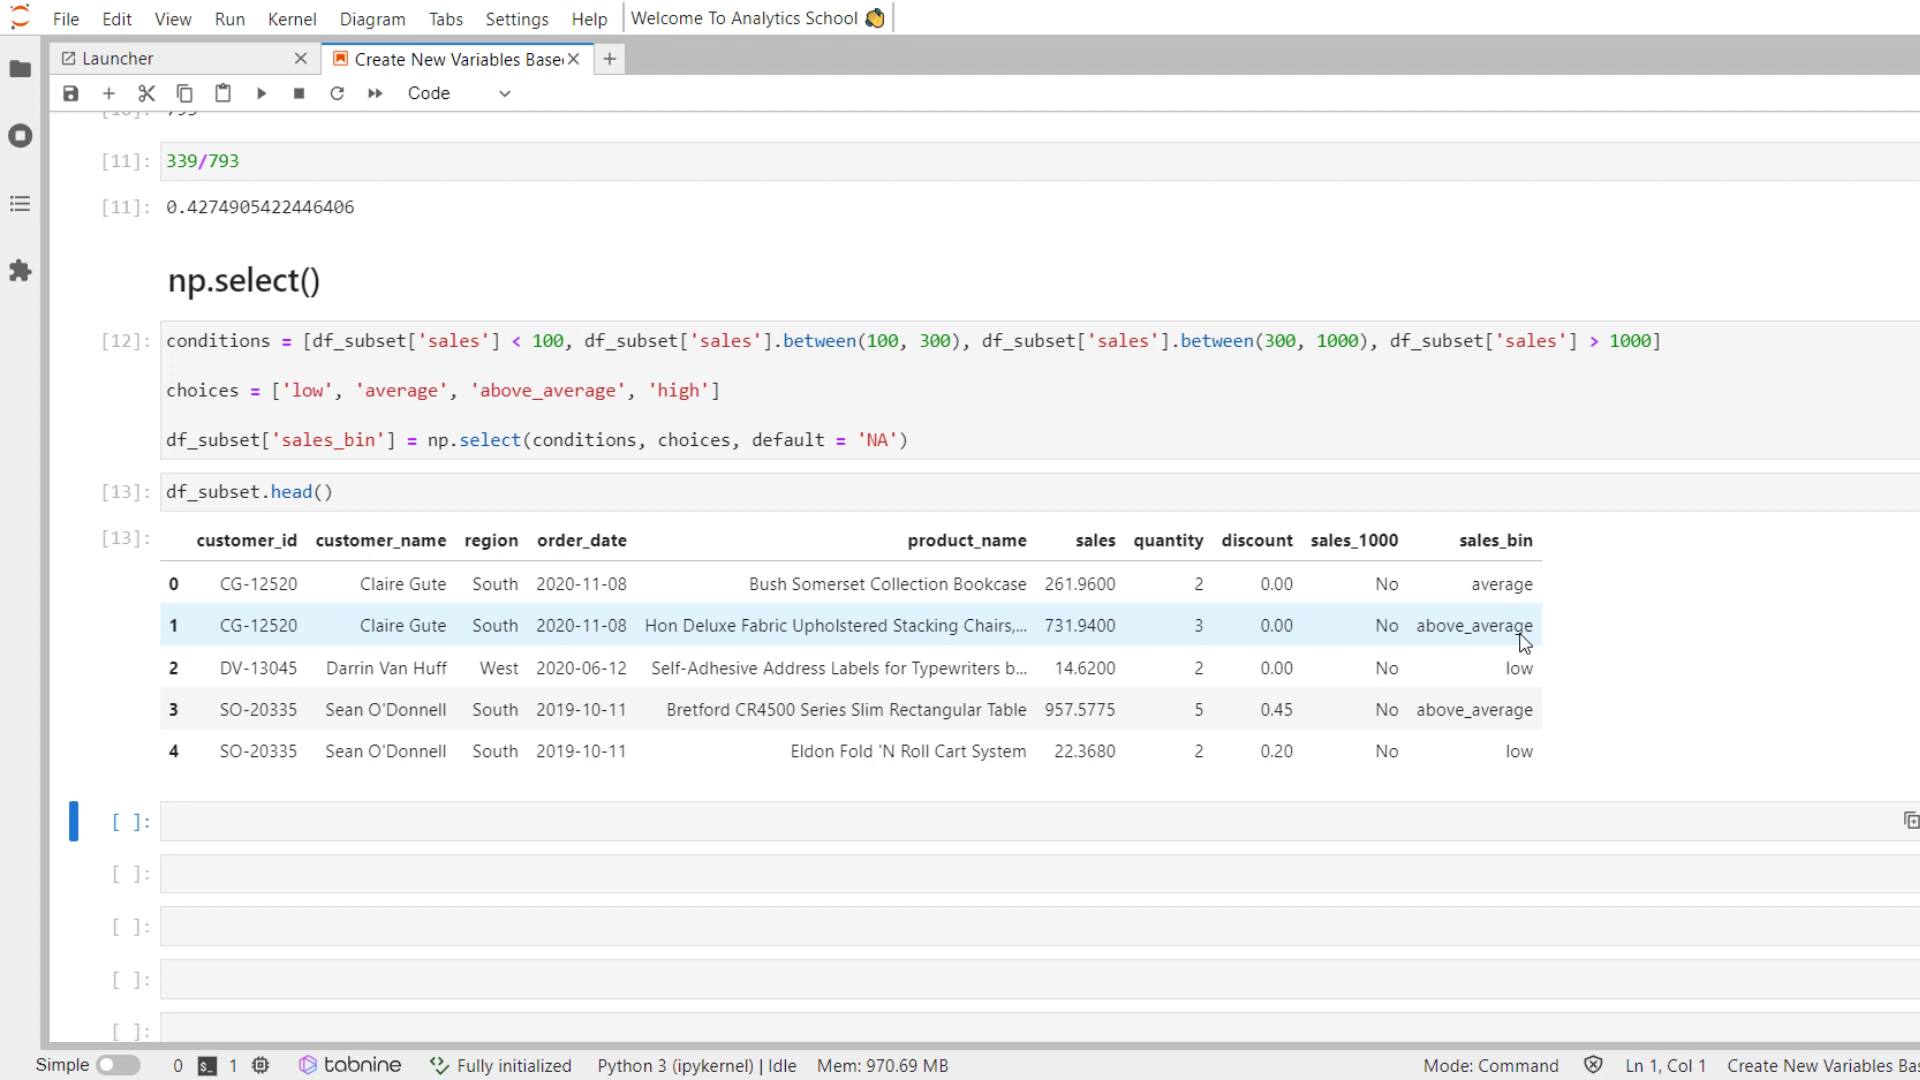 File Edit View Run Kernel Diagram Tabs Settings Help Welcome To Analytics School 👏
Launcher Create New Variables Base
Code
[11]: 339/793
[11]: 0.4274905422446406
np.select()
[12]: conditions = [df_subset['sales'] < 100, df_subset['sales'].between(100, 300), df_subset['sales'].between(300, 1000), df_subset['sales'] > 1000]
choices = ['low', 'average', 'above_average', 'high']
df_subset['sales_bin'] = np.select(conditions, choices, default = 'NA')
[13]: df_subset.head()
[13]: customer_id customer_name region order_date product_name sales quantity discount sales_1000 sales_bin
0 CG-12520 Claire Gute South 2020-11-08 Bush Somerset Collection Bookcase 261.9600 2 0.00 No average
1 CG-12520 Claire Gute South 2020-11-08 Hon Deluxe Fabric Upholstered Stacking Chairs,... 731.9400 3 0.00 No above_average
2 DV-13045 Darrin Van Huff West 2020-06-12 Self-Adhesive Address Labels for Typewriters b... 14.6200 2 0.00 No low
3 SO-20335 Sean O'Donnell South 2019-10-11 Bretford CR4500 Series Slim Rectangular Table 957.5775 5 0.45 No above_average
4 SO-20335 Sean O'Donnell South 2019-10-11 Eldon Fold 'N Roll Cart System 22.3680 2 0.20 No low
[ ]:
[ ]:
[ ]:
[ ]:
[ ]:
Simple 0 1 tabnine Fully initialized Python 3 (ipykernel) | Idle Mem: 970.69 MB Mode: Command Ln 1, Col 1 Create New Variables Bas